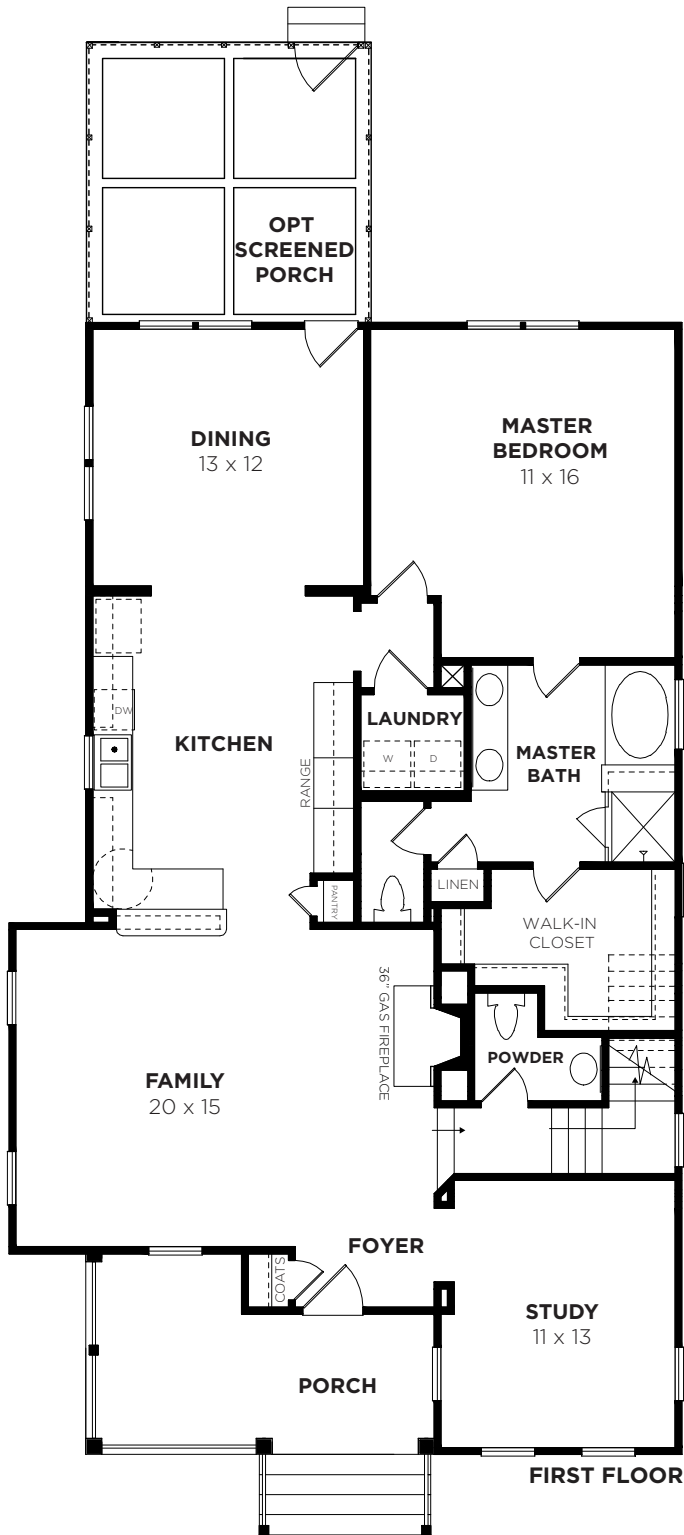 OPT
SCREENED
PORCH
DINING
13 x 12
MASTER
BEDROOM
11 x 16
DW
KITCHEN
RANGE
LAUNDRY
W
D
MASTER
BATH
PANTRY
LINEN
WALK-IN
CLOSET
36" GAS FIREPLACE
POWDER
FAMILY
20 x 15
FOYER
COATS
STUDY
11 x 13
PORCH
FIRST FLOOR